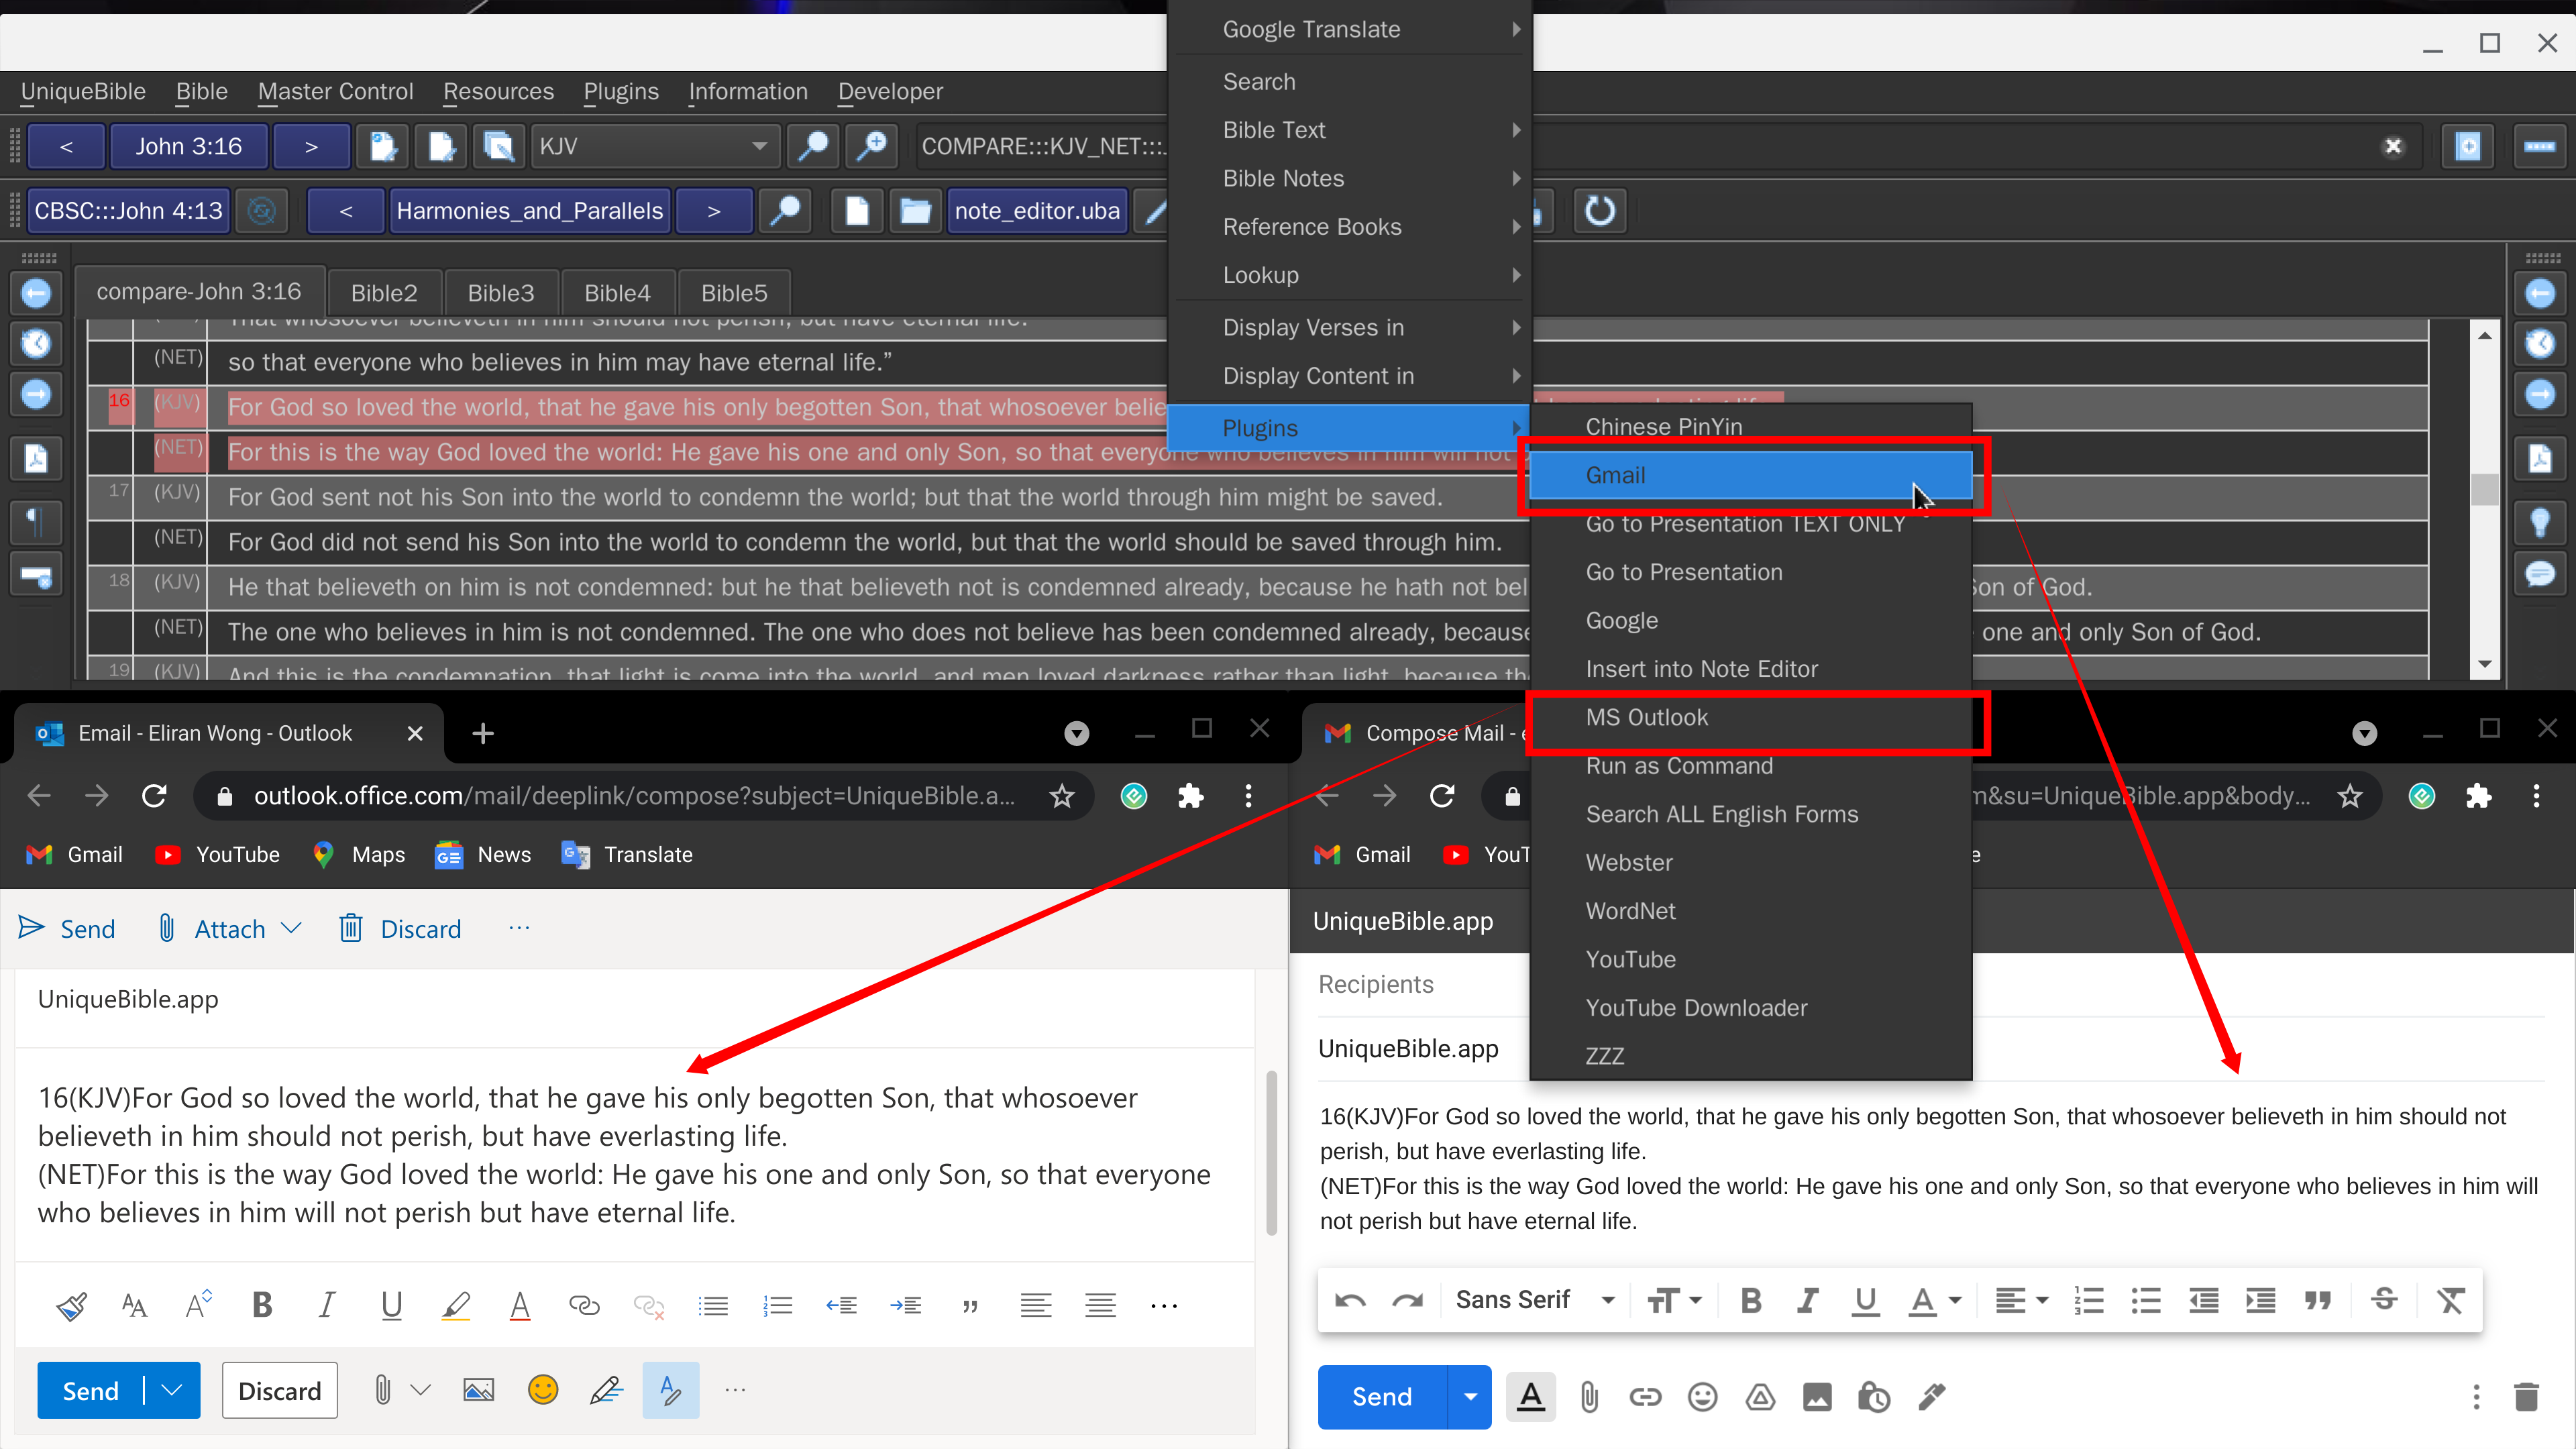 Google Translate
Search
Bible Text
Bible Notes
Reference Books
Lookup
Display Verses in
Display Content in
Plugins
UniqueBible Bible Master Control Resources Plugins Information Developer
< John 3:16 > KJV COMPARE:::KJV_NET:::
CBSC:::John 4:13 < Harmonies_and_Parallels > note_editor.uba
compare-John 3:16 Bible2 Bible3 Bible4 Bible5
That whosoever believeth in him should not perish, but have eternal life.
(NET) so that everyone who believes in him may have eternal life.”
16 (KJV) For God so loved the world, that he gave his only begotten Son, that whosoever belie
(NET) For this is the way God loved the world: He gave his one and only Son, so that everyone who believes in him will not
17 (KJV) For God sent not his Son into the world to condemn the world; but that the world through him might be saved.
(NET) For God did not send his Son into the world to condemn the world, but that the world should be saved through him.
18 (KJV) He that believeth on him is not condemned: but he that believeth not is condemned already, because he hath not bel Son of God.
(NET) The one who believes in him is not condemned. The one who does not believe has been condemned already, because one and only Son of God.
19 (KJV) And this is the condemnation, that light is come into the world, and men loved darkness rather than light, because th
Chinese PinYin
Gmail
Go to Presentation TEXT ONLY
Go to Presentation
Google
Insert into Note Editor
MS Outlook
Run as Command
Search ALL English Forms
Webster
WordNet
YouTube
YouTube Downloader
ZZZ
Email - Eliran Wong - Outlook
outlook.office.com/mail/deeplink/compose?subject=UniqueBible.a...
Gmail YouTube Maps News Translate
Send Attach Discard ...
UniqueBible.app
16(KJV)For God so loved the world, that he gave his only begotten Son, that whosoever
believeth in him should not perish, but have everlasting life.
(NET)For this is the way God loved the world: He gave his one and only Son, so that everyone
who believes in him will not perish but have eternal life.
Send Discard
Compose Mail - e
m&su=UniqueBible.app&body...
Gmail YouT e
UniqueBible.app
Recipients
UniqueBible.app
16(KJV)For God so loved the world, that he gave his only begotten Son, that whosoever believeth in him should not
perish, but have everlasting life.
(NET)For this is the way God loved the world: He gave his one and only Son, so that everyone who believes in him will
not perish but have eternal life.
Sans Serif
Send